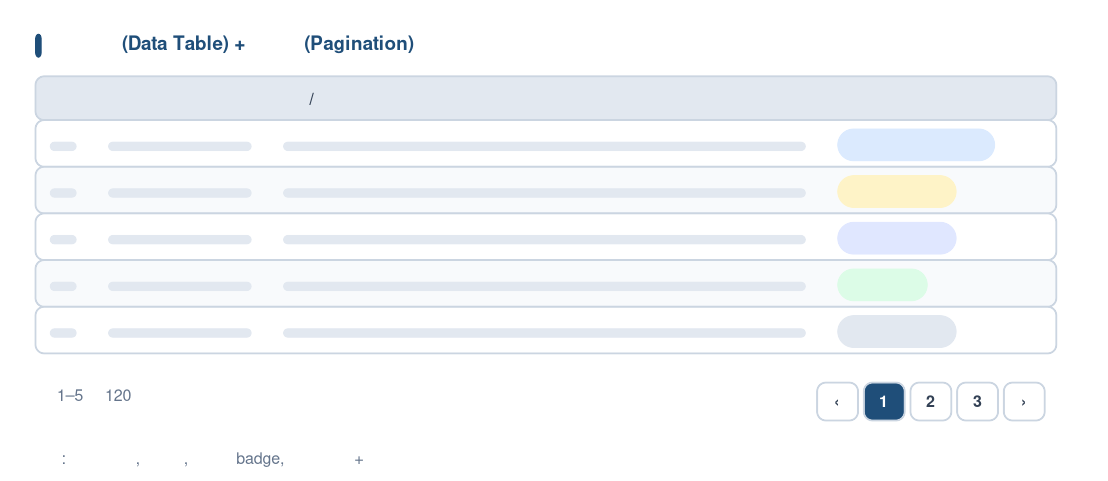 (Data Table) + (Pagination)
/
1–5 120
‹ 1 2 3 ›
: , , badge, +